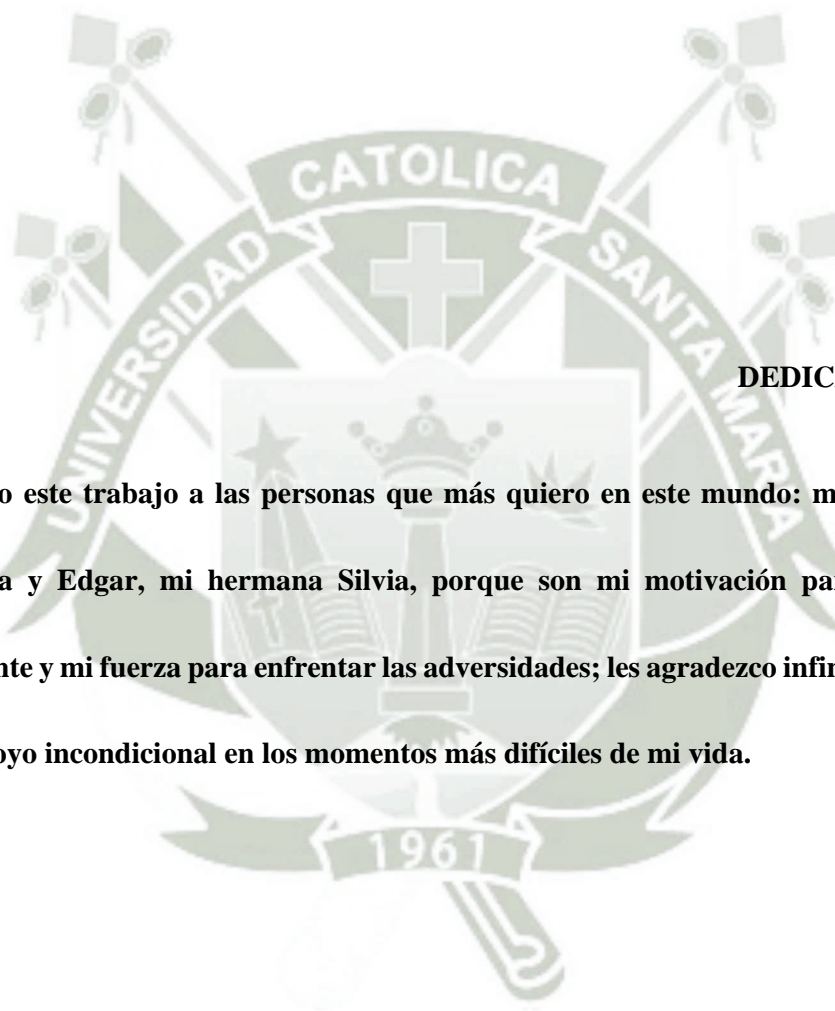 CATOLICA
UNIVERSIDAD
SANTA MARIA
DEDIC
o este trabajo a las personas que más quiero en este mundo: m
a y Edgar, mi hermana Silvia, porque son mi motivación pa
nte y mi fuerza para enfrentar las adversidades; les agradezco infi
oyo incondicional en los momentos más difíciles de mi vida.
1961